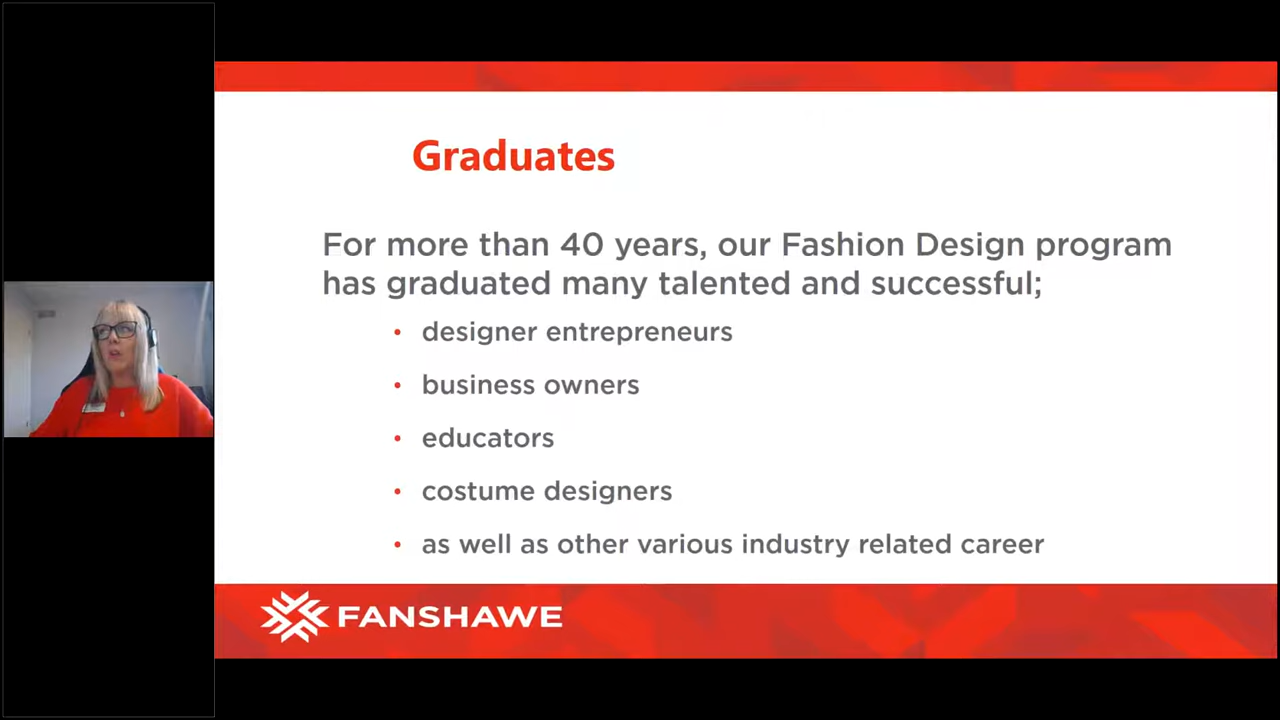 Graduates
For more than 40 years, our Fashion Design program
has graduated many talented and successful;
• designer entrepreneurs
• business owners
• educators
• costume designers
• as well as other various industry related career
FANSHAWE